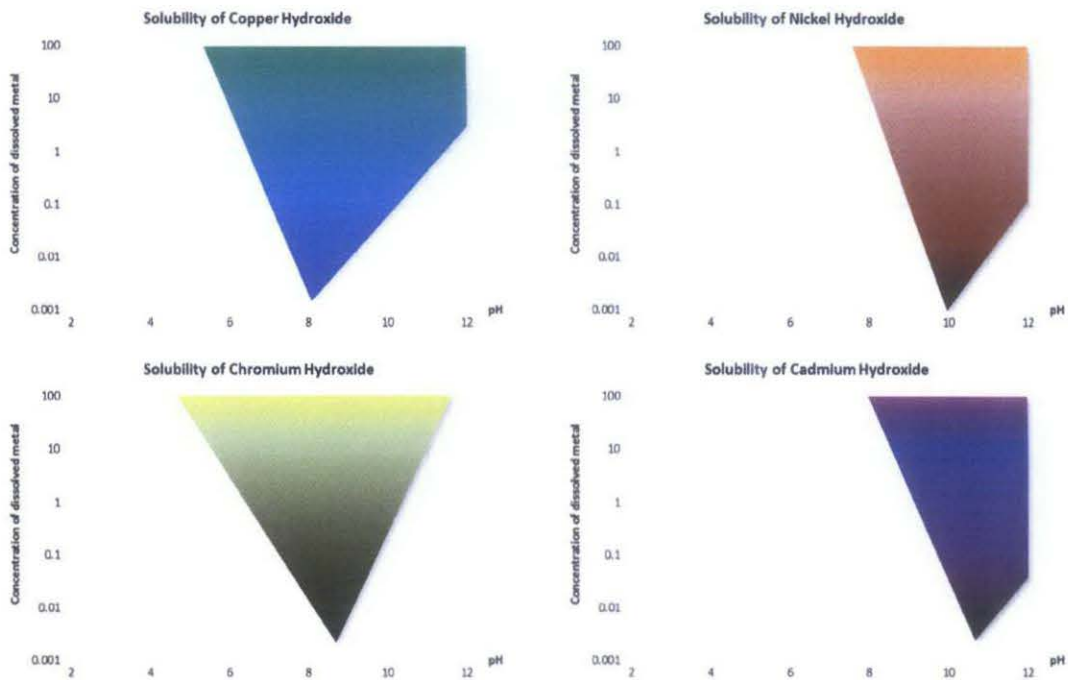 Solubility of Copper Hydroxide
Concentration of dissolved metal
100
10
1
0.1
0.01
0.001
2 4 6 8 10 12 pH
Solubility of Nickel Hydroxide
Concentration of dissolved metal
100
10
1
0.1
0.01
0.001
2 4 6 8 10 12 pH
Solubility of Chromium Hydroxide
Concentration of dissolved metal
100
10
1
0.1
0.01
0.001
2 4 6 8 10 12 pH
Solubility of Cadmium Hydroxide
Concentration of dissolved metal
100
10
1
0.1
0.01
0.001
2 4 6 8 10 12 pH